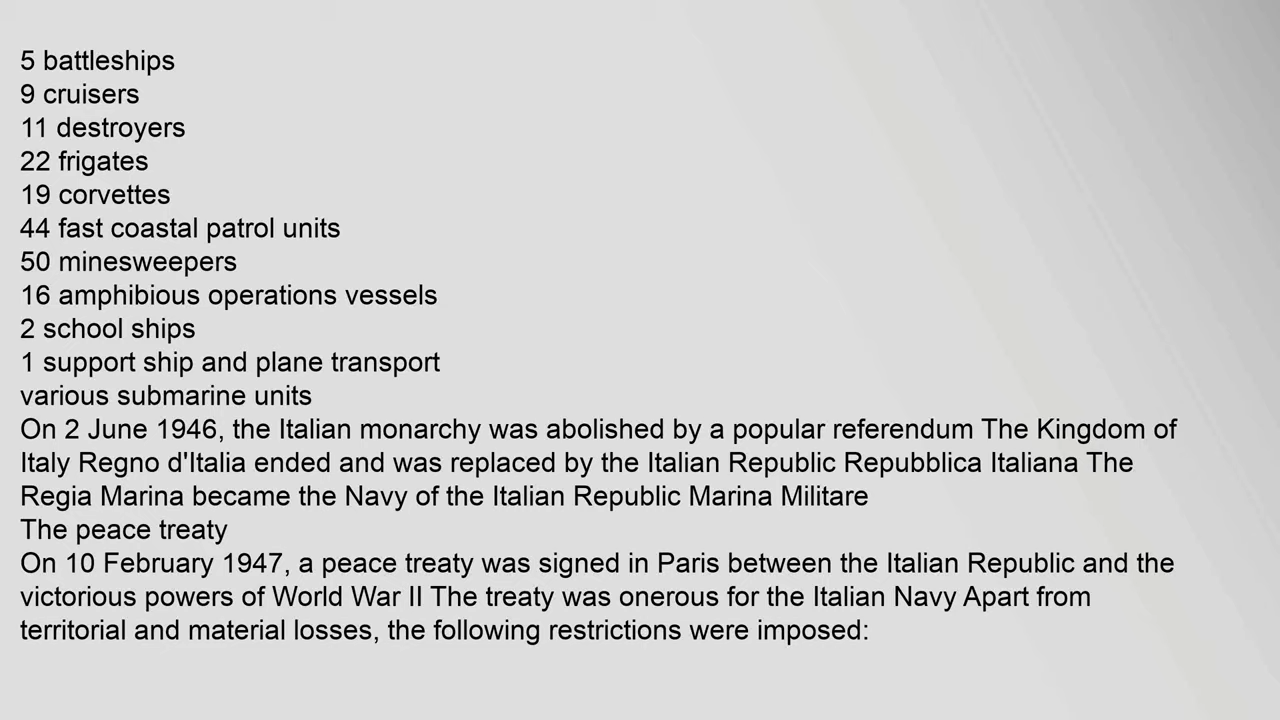 5 battleships
9 cruisers
11 destroyers
22 frigates
19 corvettes
44 fast coastal patrol units
50 minesweepers
16 amphibious operations vessels
2 school ships
1 support ship and plane transport
various submarine units
On 2 June 1946, the Italian monarchy was abolished by a popular referendum The Kingdom of
Italy Regno d'Italia ended and was replaced by the Italian Republic Repubblica Italiana The
Regia Marina became the Navy of the Italian Republic Marina Militare
The peace treaty
On 10 February 1947, a peace treaty was signed in Paris between the Italian Republic and the
victorious powers of World War II The treaty was onerous for the Italian Navy Apart from
territorial and material losses, the following restrictions were imposed: